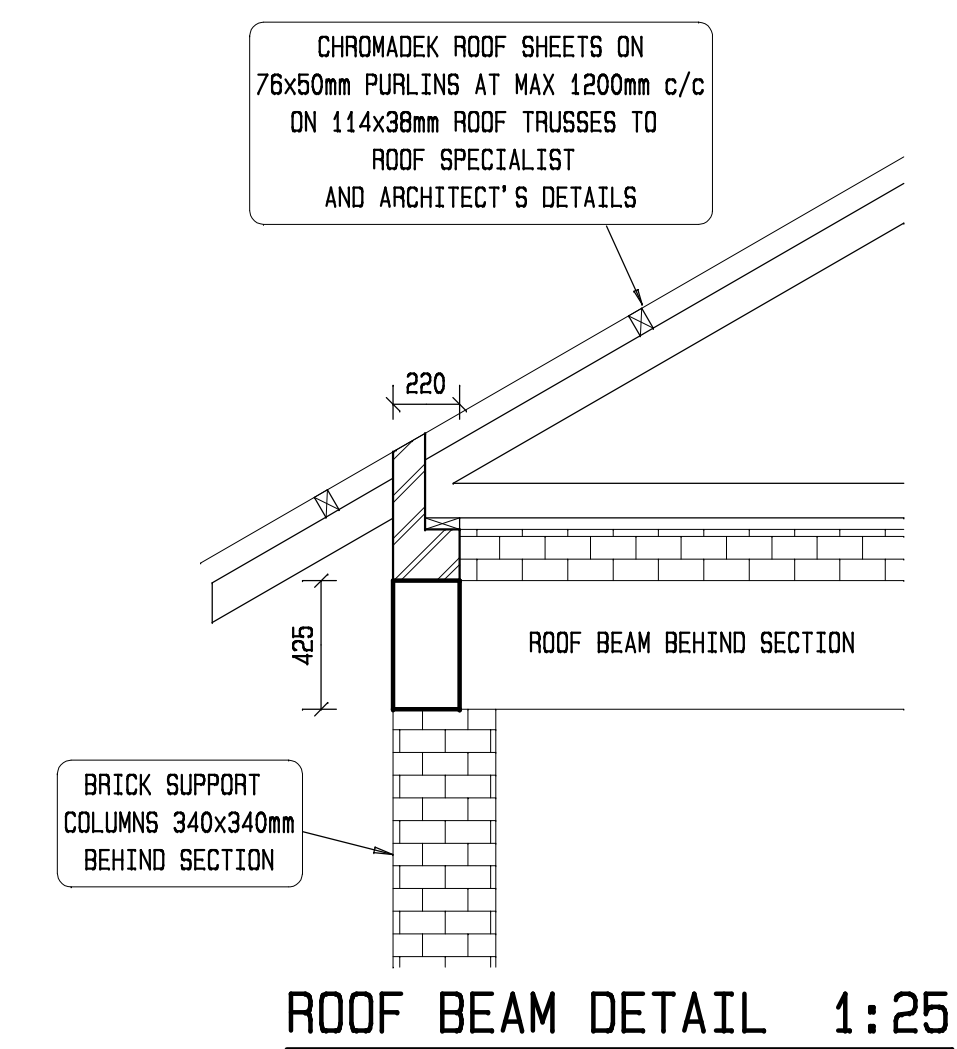 CHROMADEK ROOF SHEETS ON
76x50mm PURLINS AT MAX 1200mm c/c
ON 114x38mm ROOF TRUSSES TO
ROOF SPECIALIST
AND ARCHITECT'S DETAILS
220
425
ROOF BEAM BEHIND SECTION
BRICK SUPPORT
COLUMNS 340x340mm
BEHIND SECTION
ROOF BEAM DETAIL 1:25